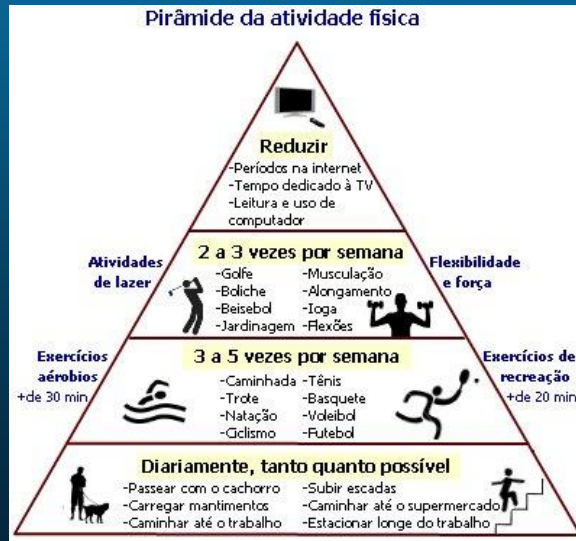 Pirâmide da atividade física
Reduzir
-Períodos na internet
-Tempo dedicado à TV
-Leitura e uso de
computador
Atividades
de lazer
2 a 3 vezes por semana
-Golfe
-Boliche
-Beisebol
-Jardinagem
-Musculação
-Alongamento
-Ioga
-Flexões
Flexibilidade
e força
Exercícios
aérobios
+de 30 min
3 a 5 vezes por semana
-Caminhada
-Trote
-Natação
-Ciclismo
-Tênis
-Basquete
-Voleibol
-Futebol
Exercícios de
recreação
+de 20 min
Diariamente, tanto quanto possível
-Passear com o cachorro
-Carregar mantimentos
-Caminhar até o trabalho
-Subir escadas
-Caminhar até o supermercado
-Estacionar longe do trabalho